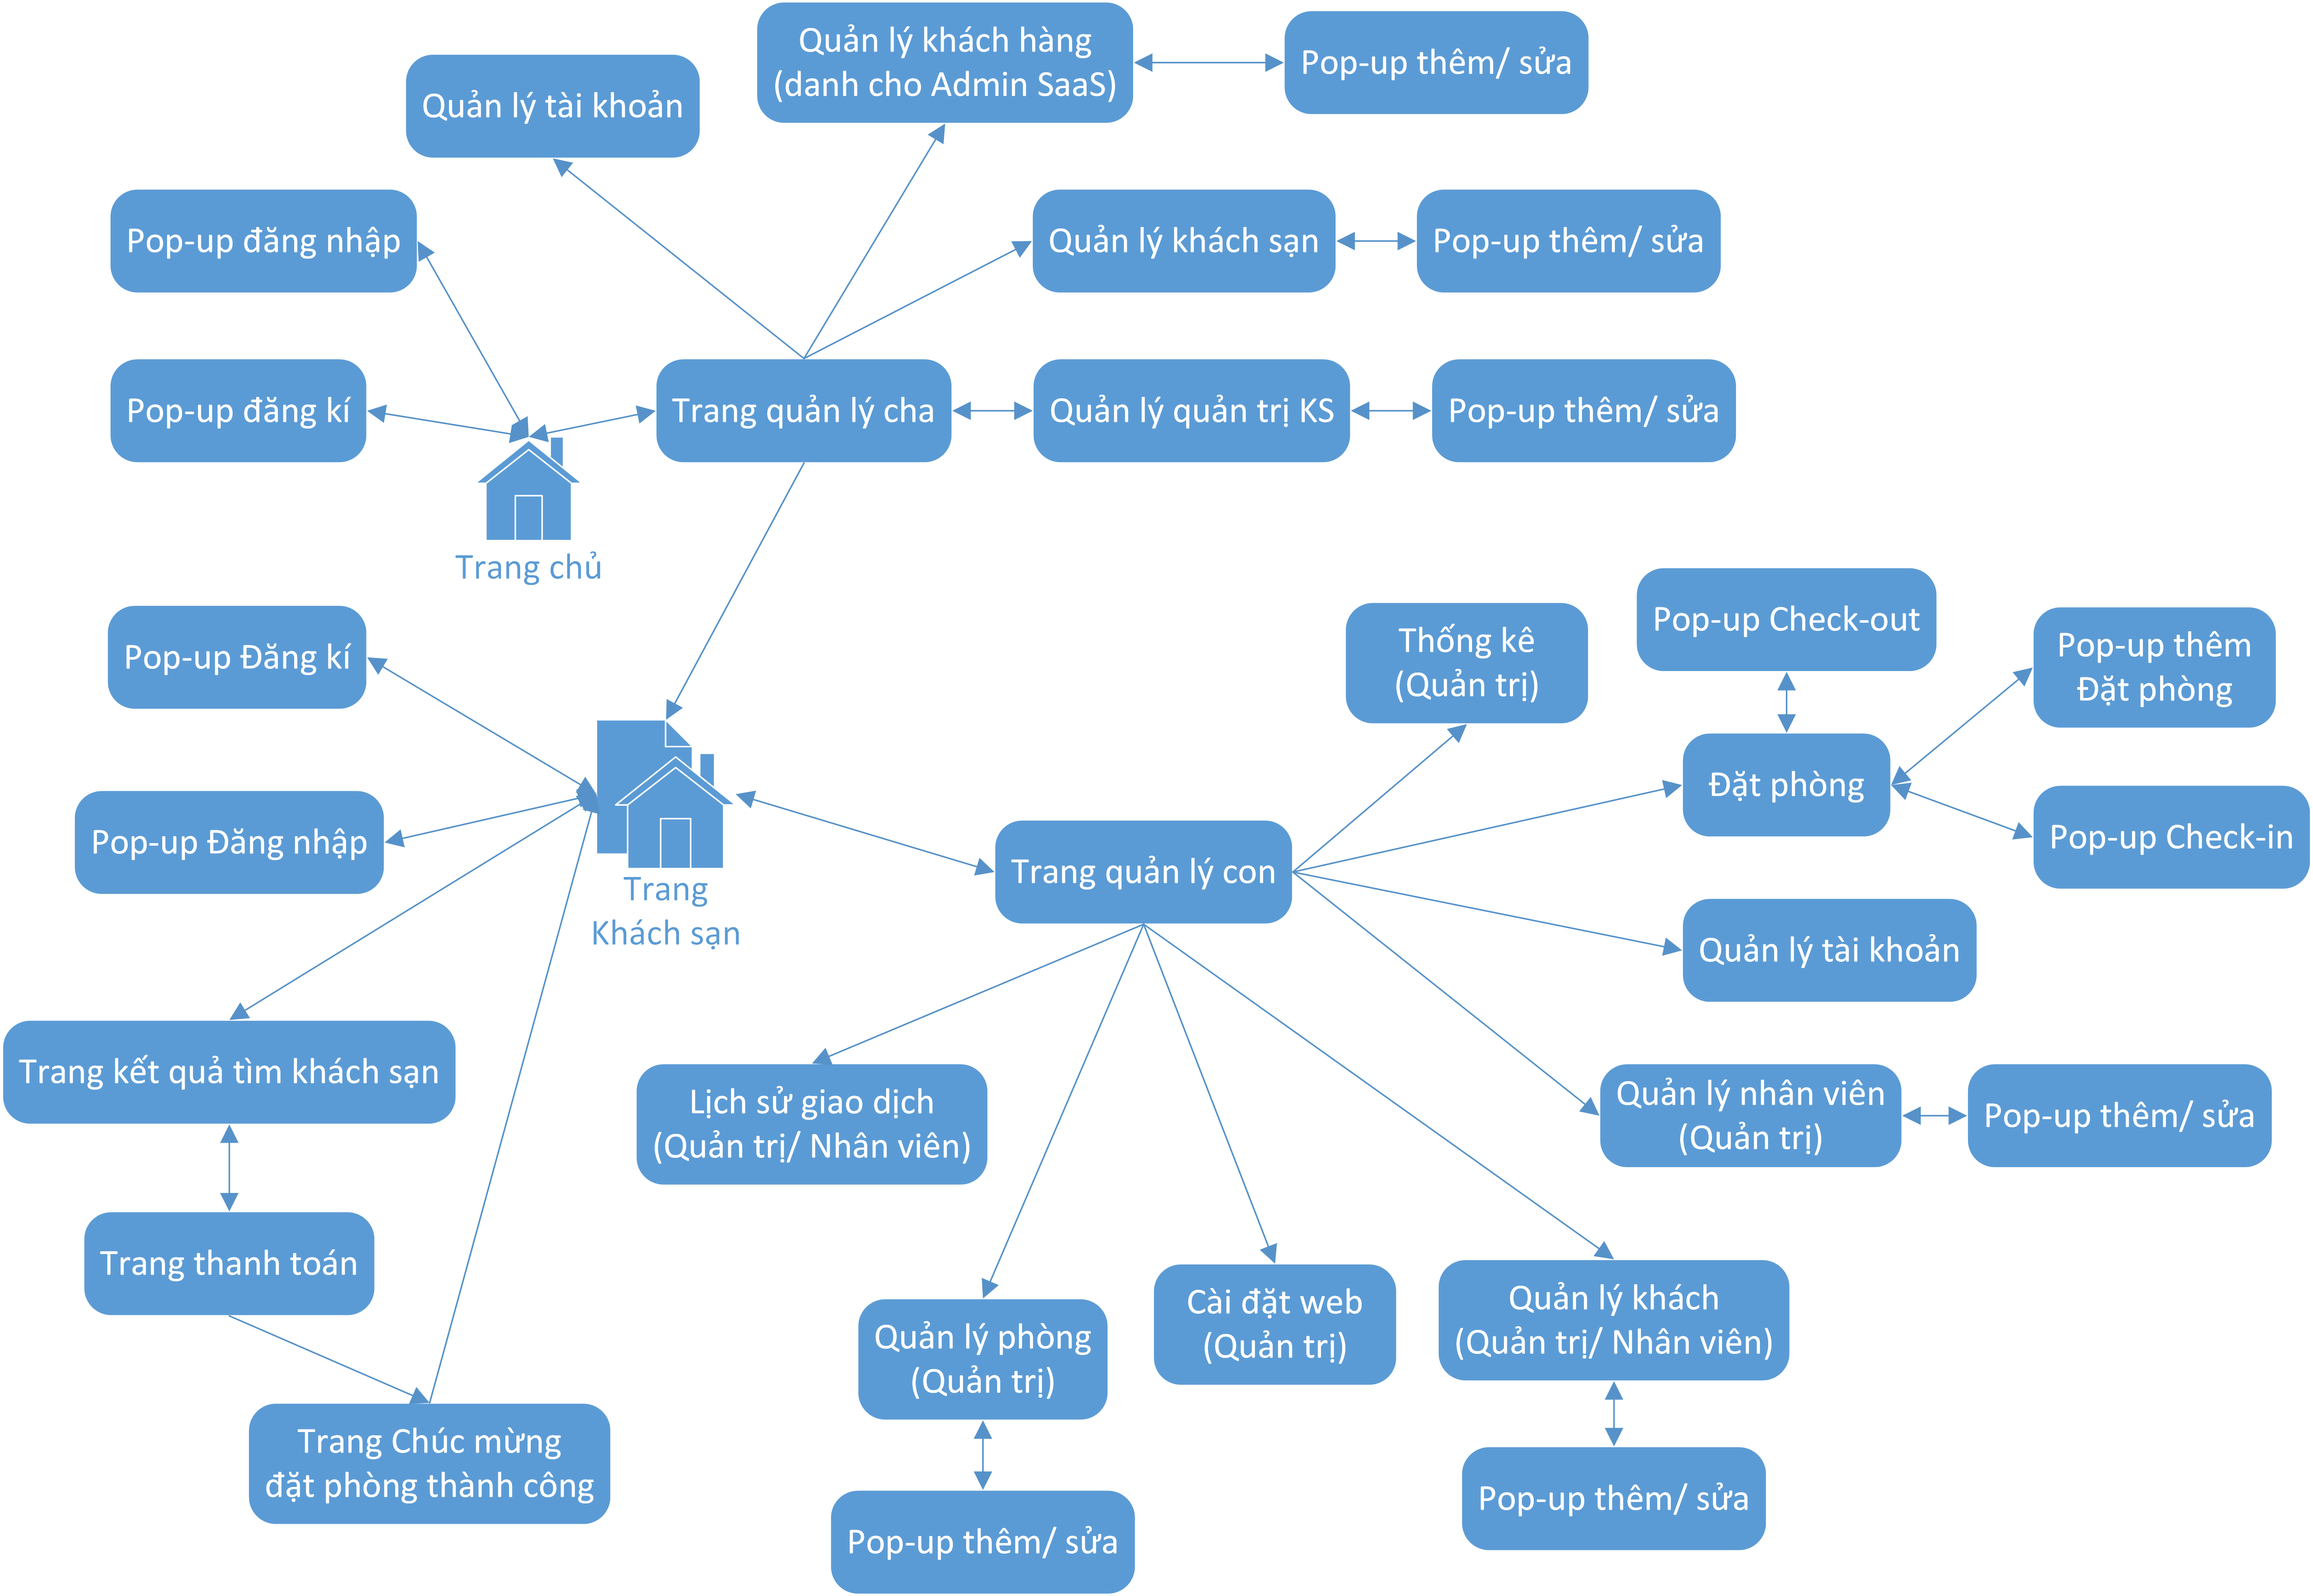 Quản lý khách hàng
(danh cho Admin SaaS)
Pop-up thêm/ sửa
Quản lý tài khoản
Pop-up đăng nhập
Quản lý khách sạn
Pop-up thêm/ sửa
Pop-up đăng kí
Trang quản lý cha
Quản lý quản trị KS
Pop-up thêm/ sửa
Trang chủ
Pop-up Đăng kí
Thống kê
(Quản trị)
Pop-up Check-out
Pop-up thêm
Đặt phòng
Đặt phòng
Pop-up Đăng nhập
Pop-up Check-in
Trang
Khách sạn
Trang quản lý con
Quản lý tài khoản
Trang kết quả tìm khách sạn
Lịch sử giao dịch
(Quản trị/ Nhân viên)
Quản lý nhân viên
(Quản trị)
Pop-up thêm/ sửa
Trang thanh toán
Quản lý phòng
(Quản trị)
Cài đặt web
(Quản trị)
Quản lý khách
(Quản trị/ Nhân viên)
Trang Chúc mừng
đặt phòng thành công
Pop-up thêm/ sửa
Pop-up thêm/ sửa